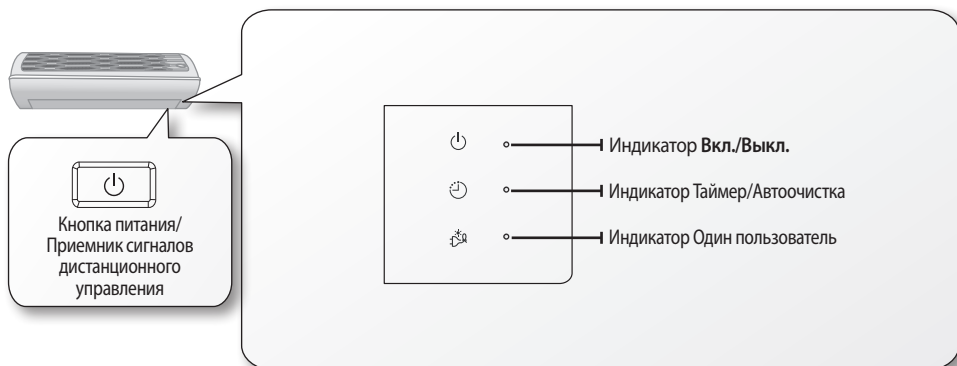 Индикатор Вкл./Выкл.
Индикатор Таймер/Автоочистка
Индикатор Один пользователь
Кнопка питания/
Приемник сигналов
дистанционного
управления